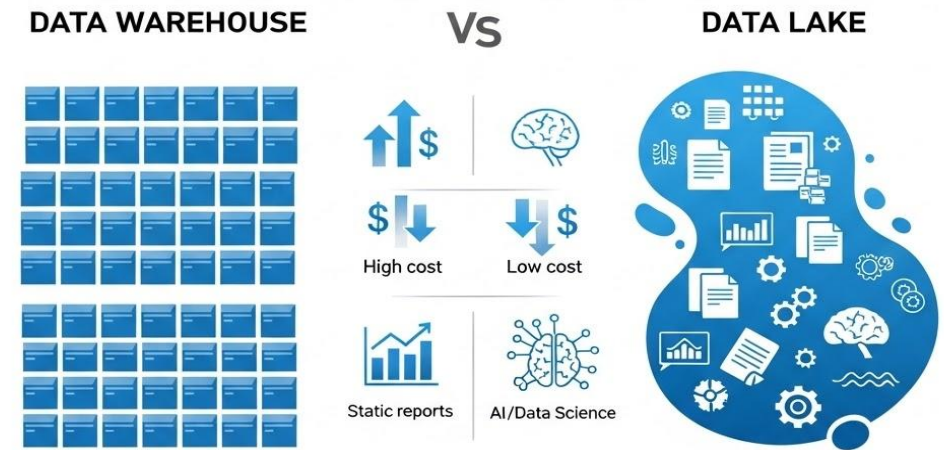 DATA WAREHOUSE
VS
DATA LAKE
$
$
$
High cost
Low cost
Static reports
AI/Data Science